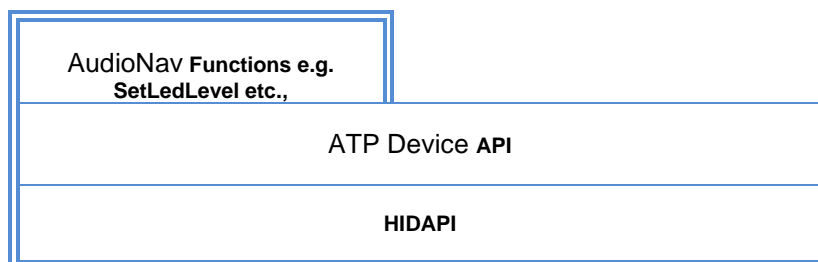 AudioNav Functions e.g.
SetLedLevel etc.,
ATP Device API
HIDAPI